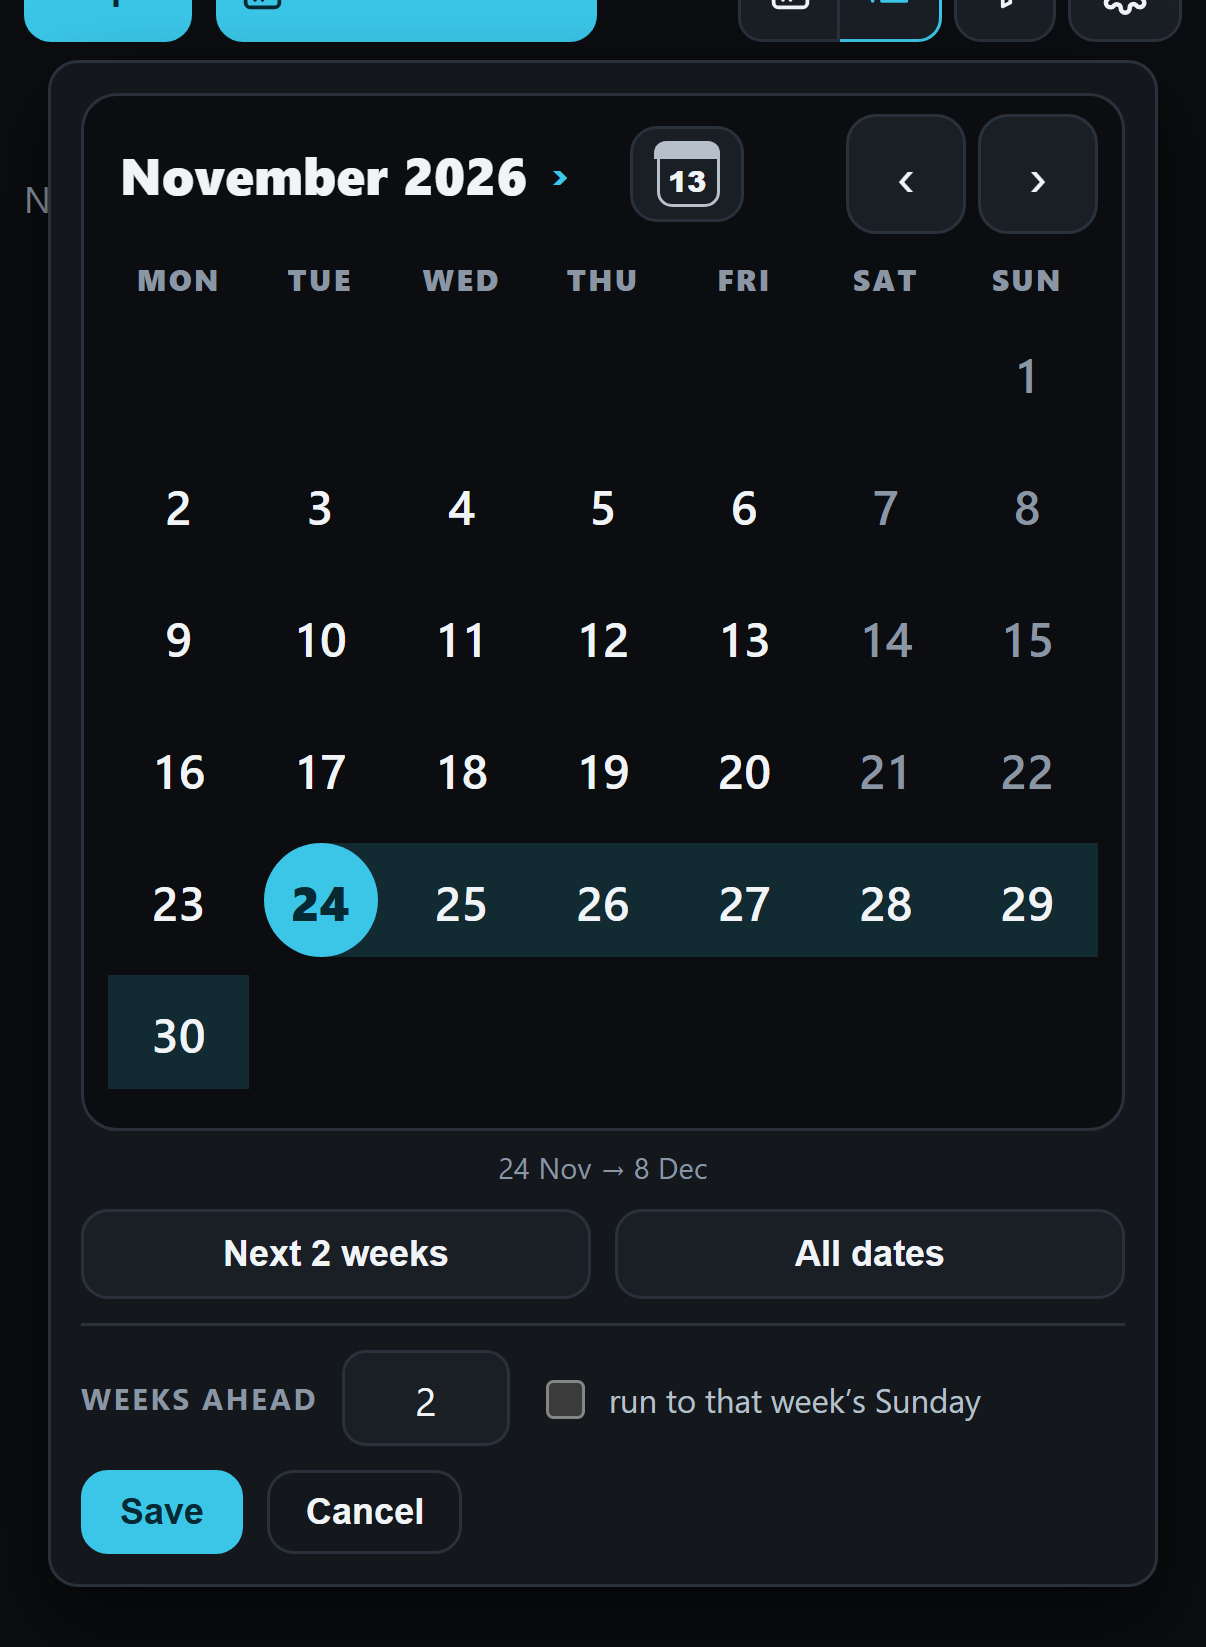 N
November 2026 ›
13
‹ ›
MON TUE WED THU FRI SAT SUN
1
2 3 4 5 6 7 8
9 10 11 12 13 14 15
16 17 18 19 20 21 22
23 24 25 26 27 28 29
30
24 Nov → 8 Dec
Next 2 weeks All dates
WEEKS AHEAD 2 run to that week’s Sunday
Save Cancel